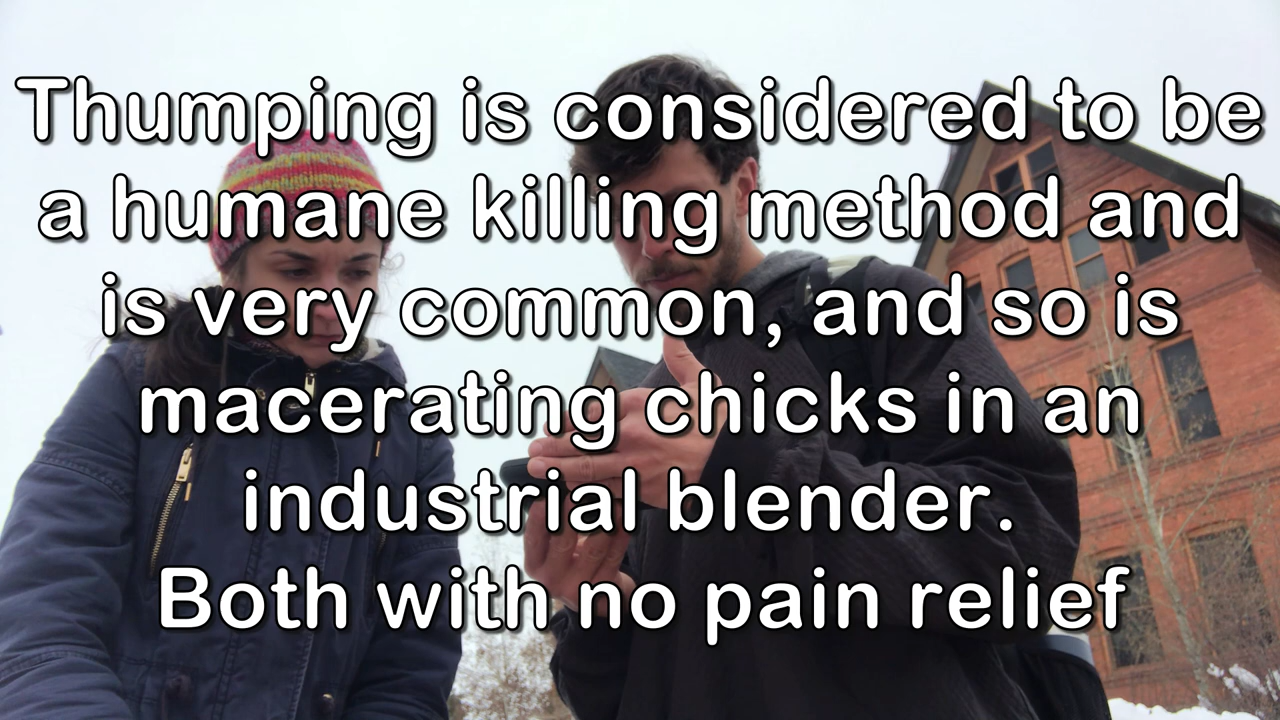 Thumping is considered to be
a humane killing method and
is very common, and so is
macerating chicks in an
industrial blender.
Both with no pain relief